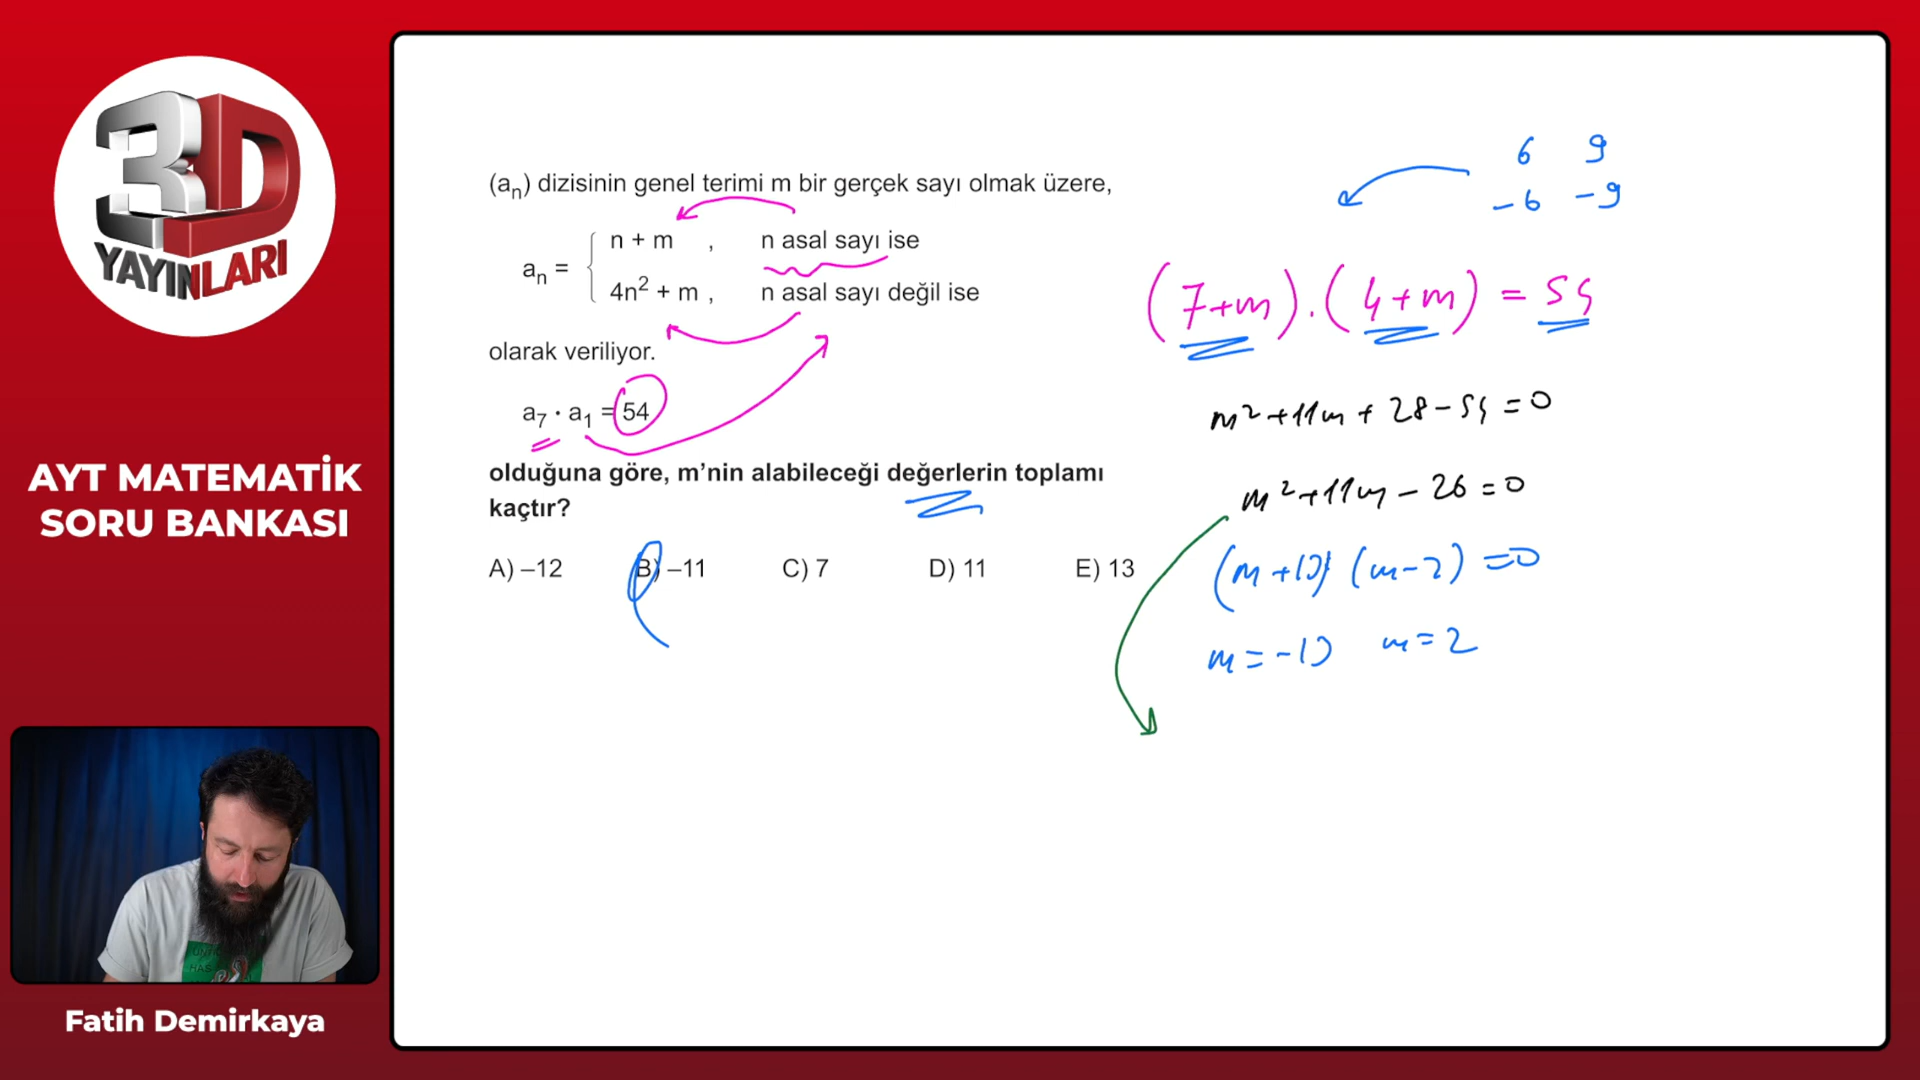 3D
YAYINLARI
AYT MATEMATİK
SORU BANKASI
Fatih Demirkaya
(aₙ) dizisinin genel terimi m bir gerçek sayı olmak üzere,
aₙ = { n + m , n asal sayı ise
4n² + m , n asal sayı değil ise
olarak veriliyor.
a₇ · a₁ = 54
olduğuna göre, m’nin alabileceği değerlerin toplamı
kaçtır?
A) –12 B) –11 C) 7 D) 11 E) 13
6 9
-6 -9
(7+m).(4+m) = 54
m²+11m+28-54=0
m²+11m-26=0
(m+13)(m-2)=0
m=-13 m=2